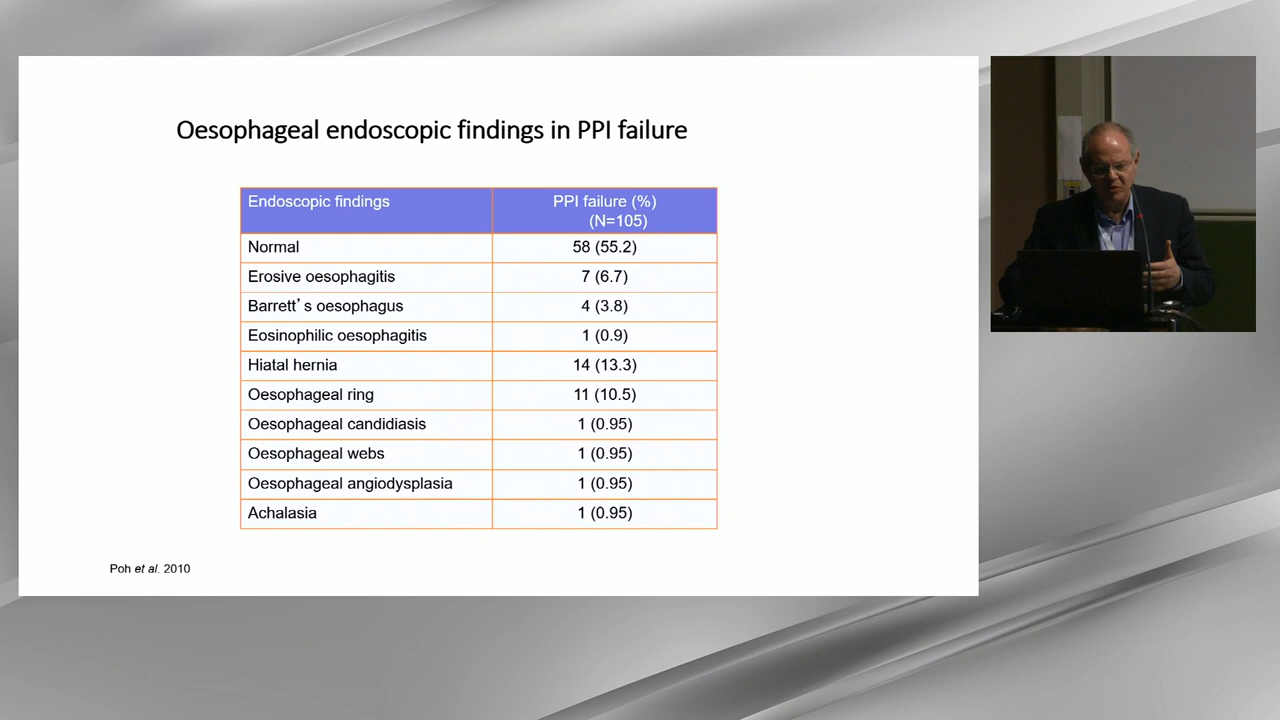 Oesophageal endoscopic findings in PPI failure
Endoscopic findings PPI failure (%)
(N=105)
Normal 58 (55.2)
Erosive oesophagitis 7 (6.7)
Barrett's oesophagus 4 (3.8)
Eosinophilic oesophagitis 1 (0.9)
Hiatal hernia 14 (13.3)
Oesophageal ring 11 (10.5)
Oesophageal candidiasis 1 (0.95)
Oesophageal webs 1 (0.95)
Oesophageal angiodysplasia 1 (0.95)
Achalasia 1 (0.95)
Poh et al. 2010